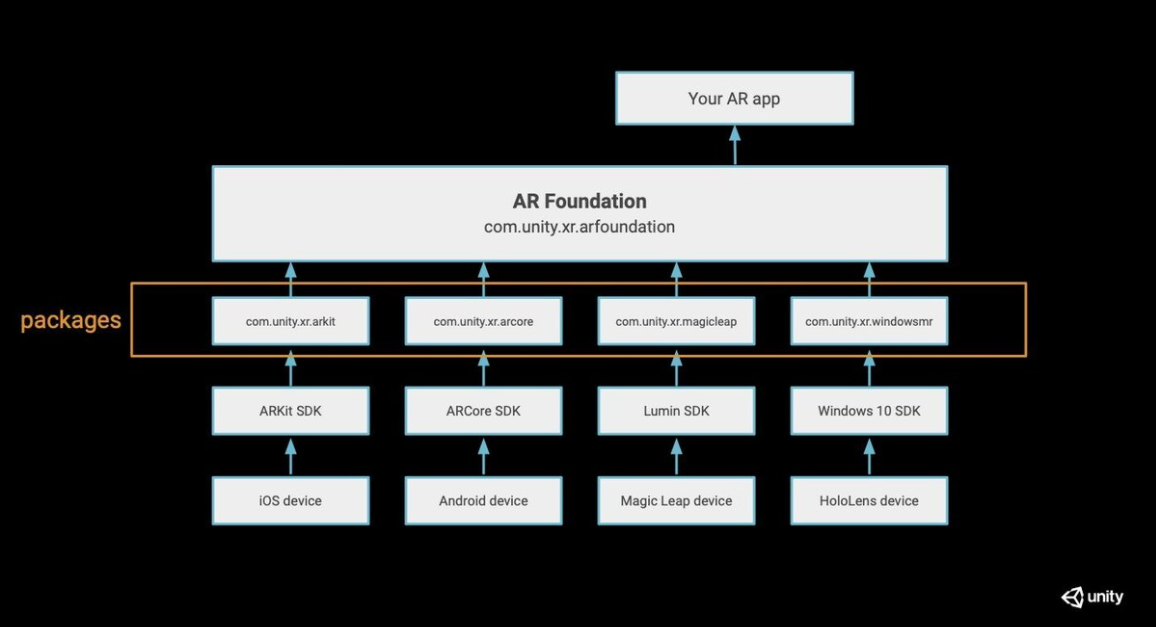 Your AR app
AR Foundation
com.unity.xr.arfoundation
packages
com.unity.xr.arkit
com.unity.xr.arcore
com.unity.xr.magicleap
com.unity.xr.windowsmr
ARKit SDK
ARCore SDK
Lumin SDK
Windows 10 SDK
iOS device
Android device
Magic Leap device
HoloLens device
unity